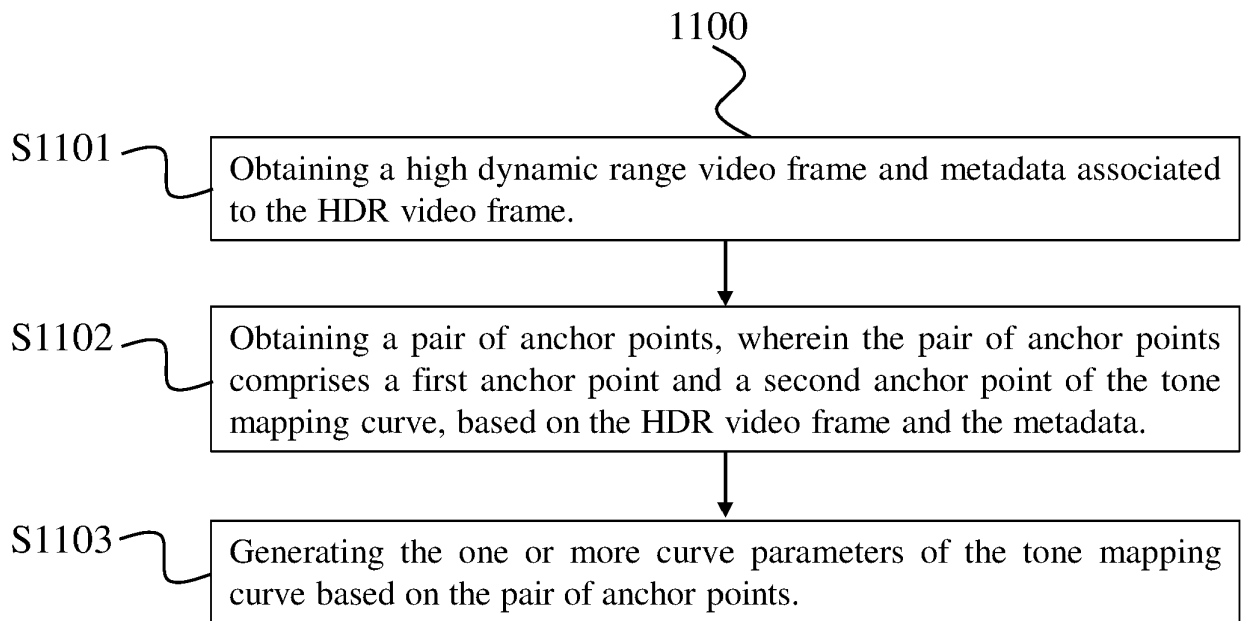 1100
S1101
Obtaining a high dynamic range video frame and metadata associated
to the HDR video frame.
S1102
Obtaining a pair of anchor points, wherein the pair of anchor points
comprises a first anchor point and a second anchor point of the tone
mapping curve, based on the HDR video frame and the metadata.
S1103
Generating the one or more curve parameters of the tone mapping
curve based on the pair of anchor points.